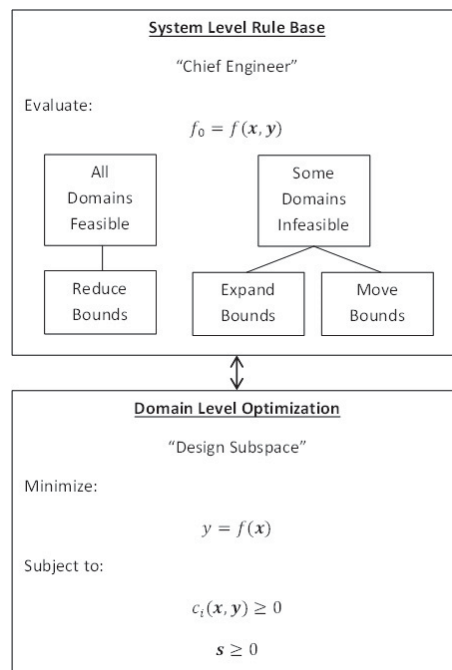 System Level Rule Base
“Chief Engineer”
Evaluate:
f₀ = f(x, y)
All
Domains
Feasible
Some
Domains
Infeasible
Reduce
Bounds
Expand
Bounds
Move
Bounds
Domain Level Optimization
“Design Subspace”
Minimize:
y = f(x)
Subject to:
cᵢ(x, y) ≥ 0
s ≥ 0